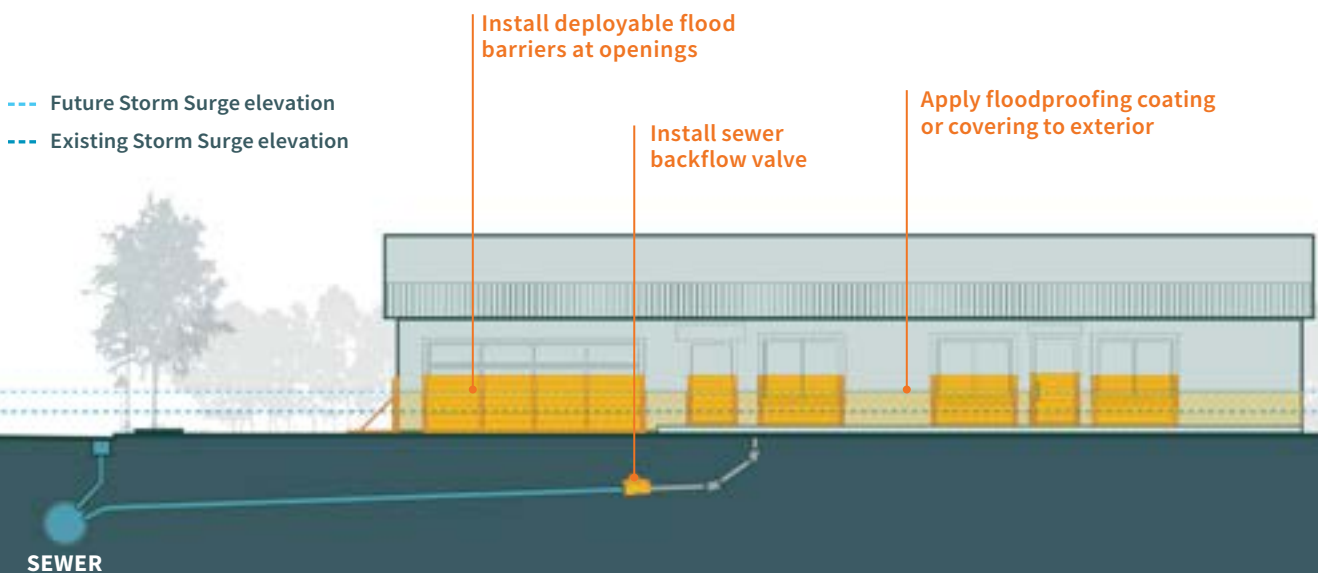 Install deployable flood
barriers at openings
Future Storm Surge elevation
Existing Storm Surge elevation
Apply floodproofing coating
or covering to exterior
Install sewer
backflow valve
SEWER